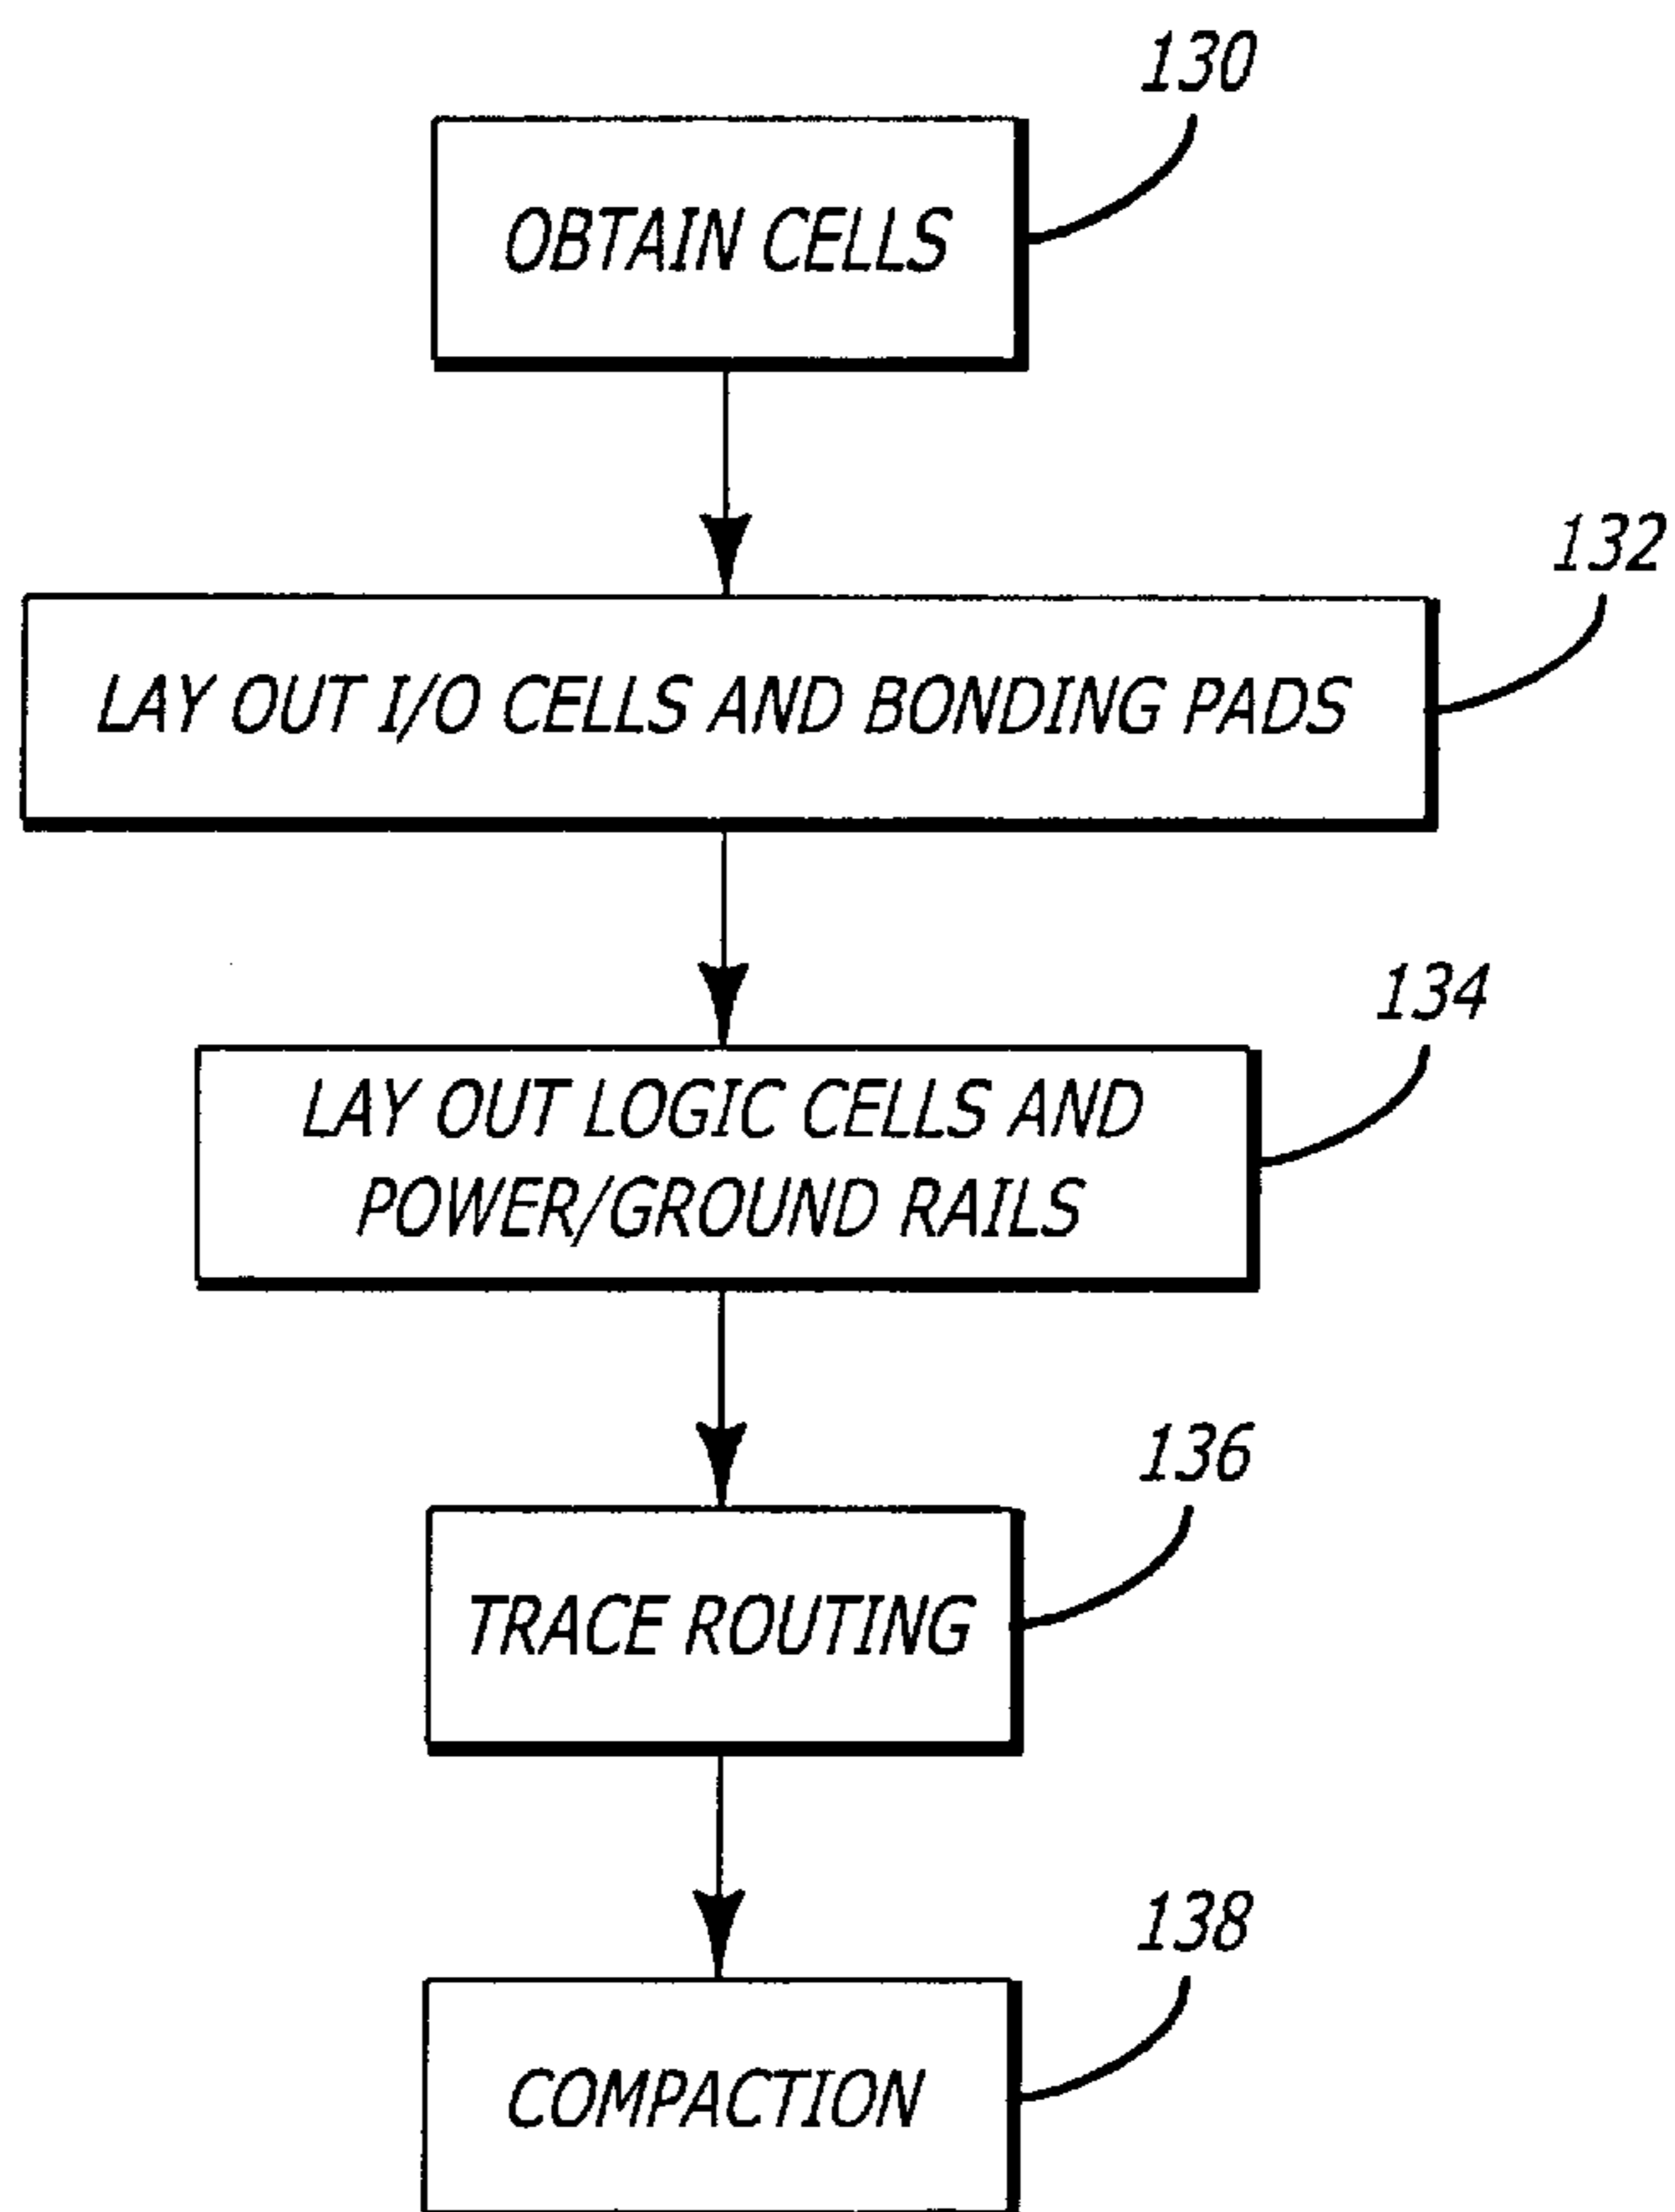 130
OBTAIN CELLS
132
LAY OUT I/O CELLS AND BONDING PADS
134
LAY OUT LOGIC CELLS AND
POWER/GROUND RAILS
136
TRACE ROUTING
138
COMPACTION